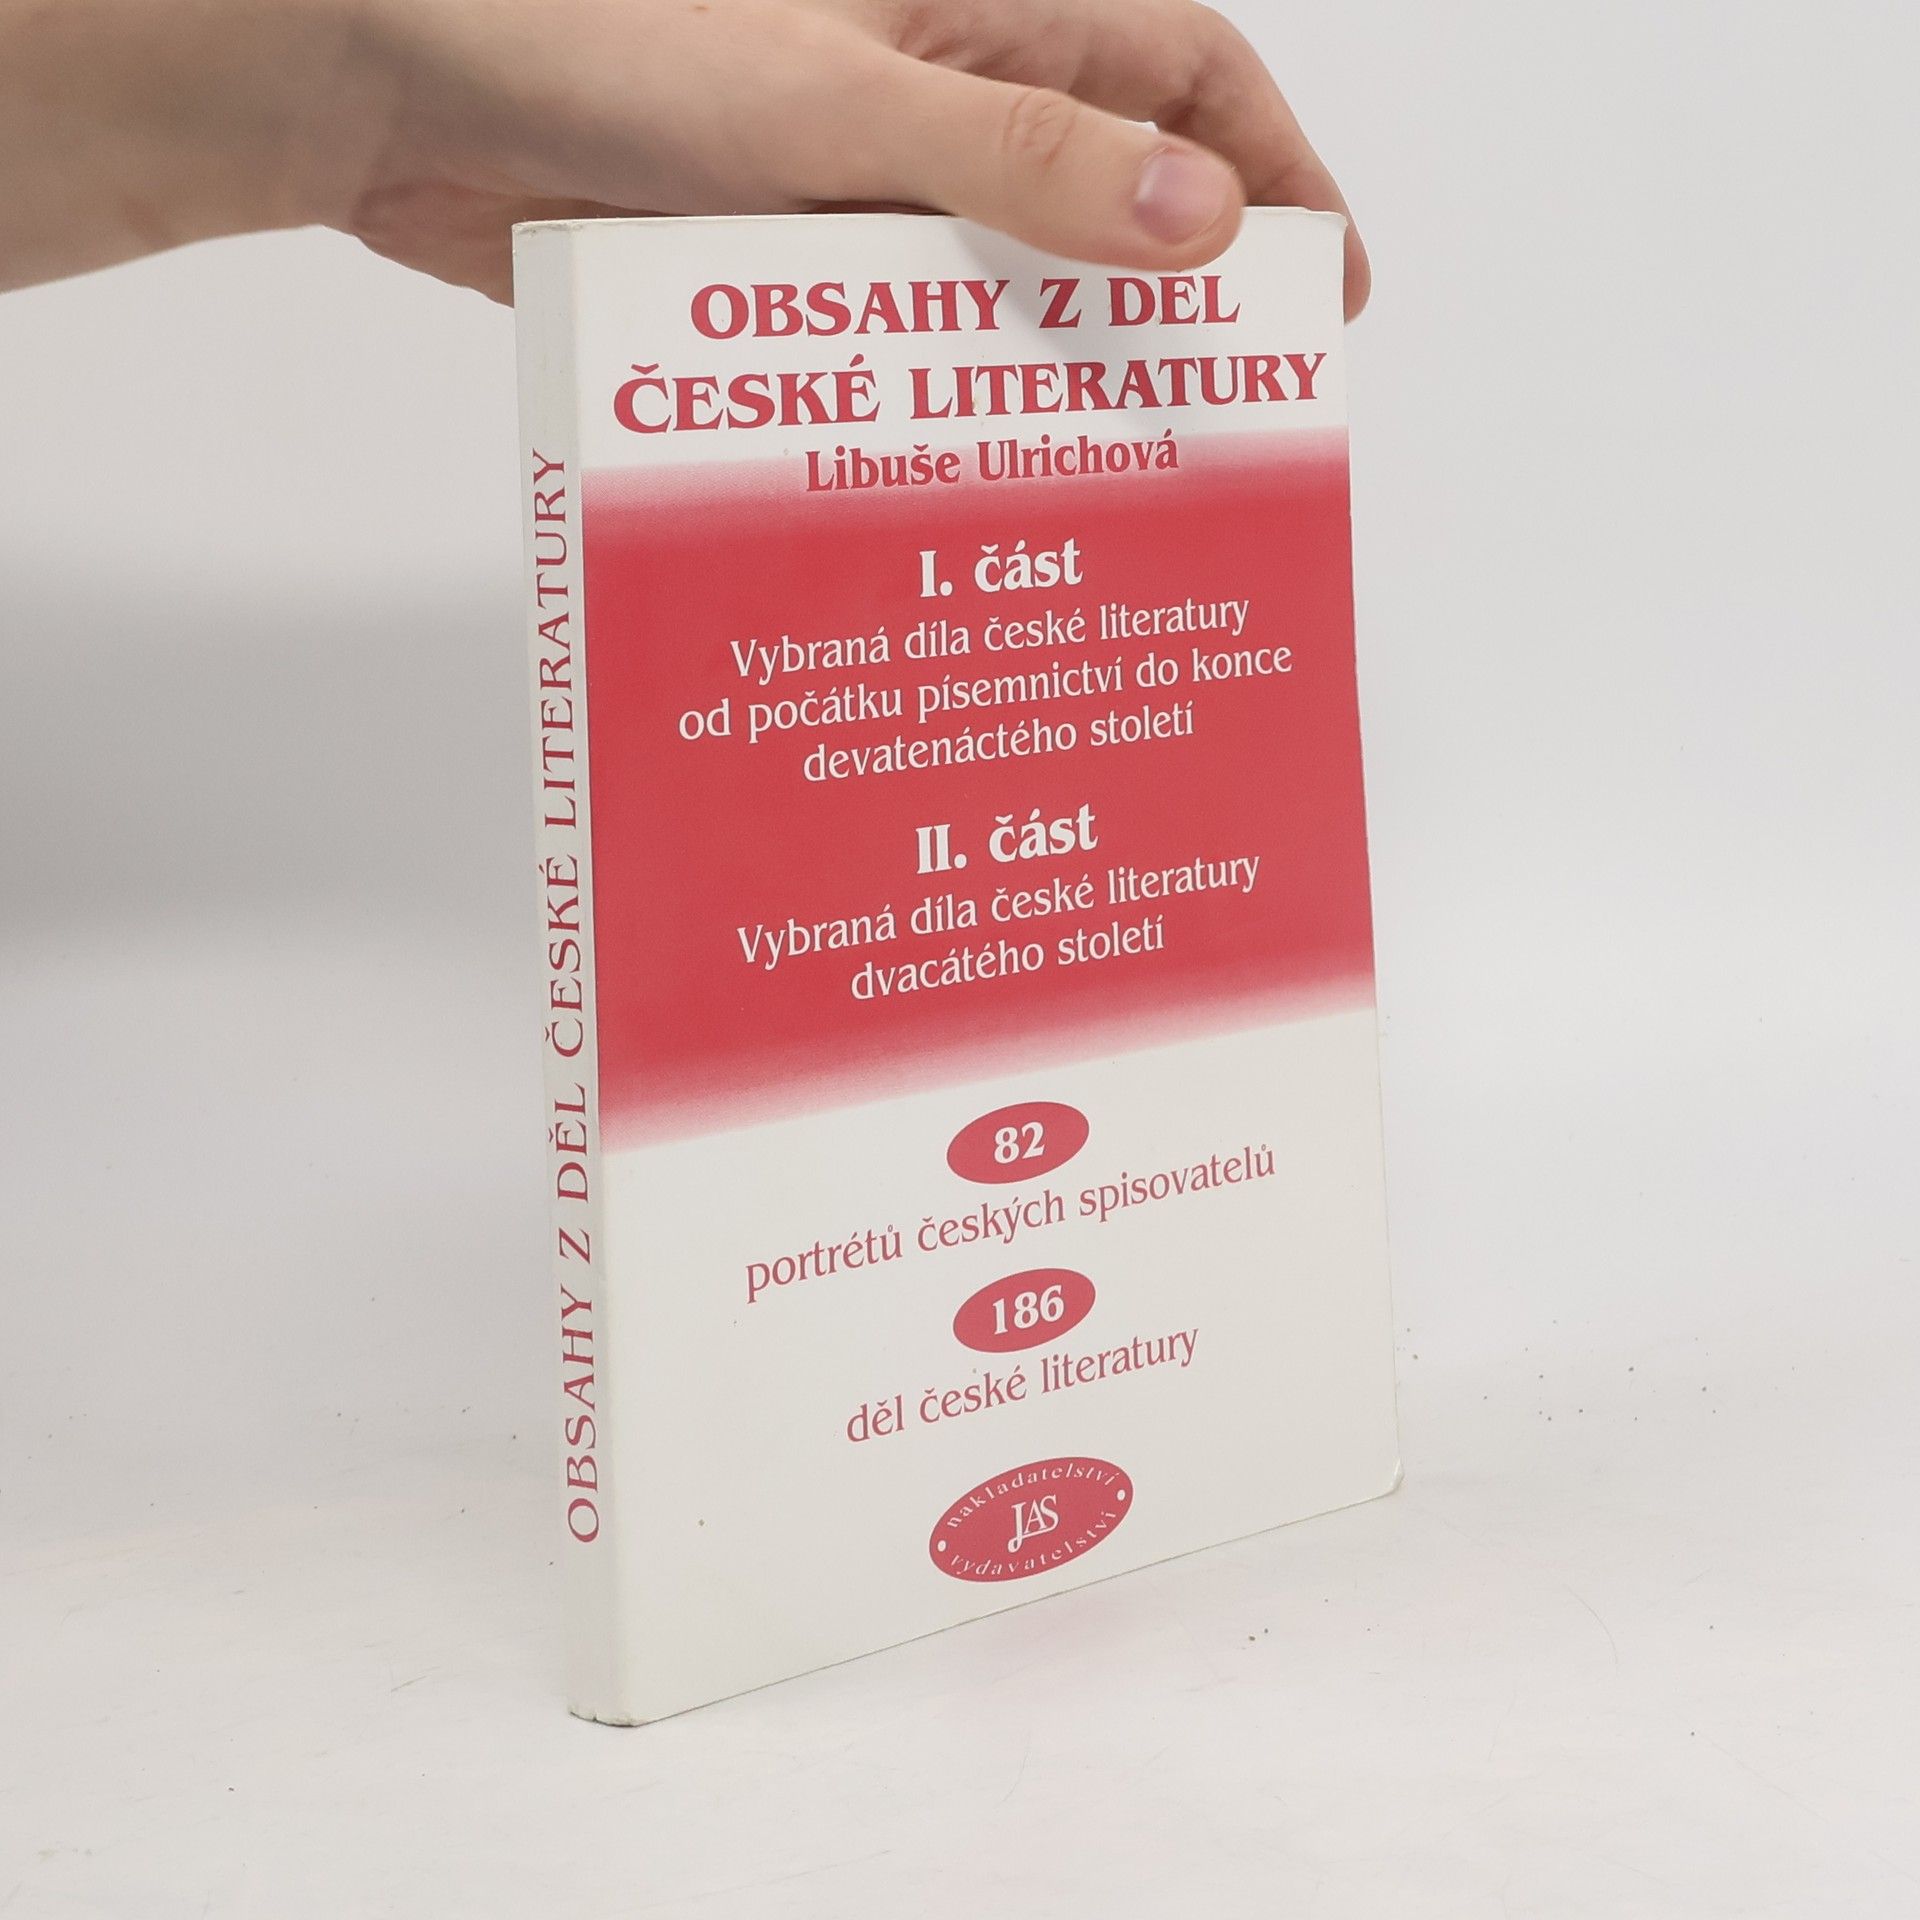 OBSAHY Z DĚL
ČESKÉ LITERATURY
Libuše Ulrichová
I. část
Vybraná díla české literatury
od počátku písemnictví do konce
devatenáctého století
II. část
Vybraná díla české literatury
dvacátého století
82
portrétů českých spisovatelů
186
děl české literatury
nakladatelství
JAS
vydavatelství
OBSAHY Z DĚL ČESKÉ LITERATURY